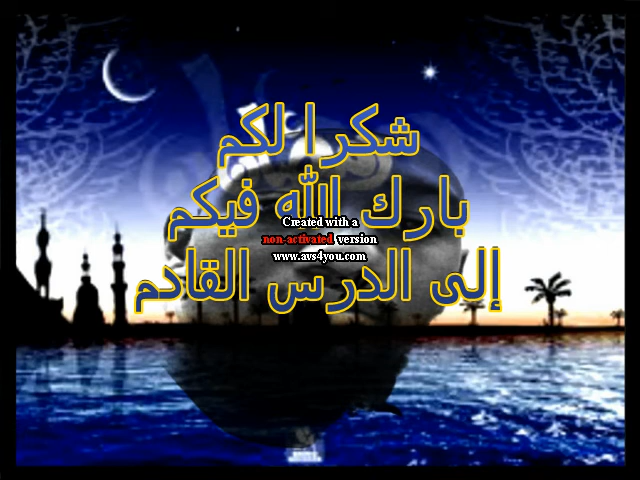 شكرا لكم
بارك الله فيكم
Created with a
non-activated version
www.avs4you.com
إلى الدرس القادم